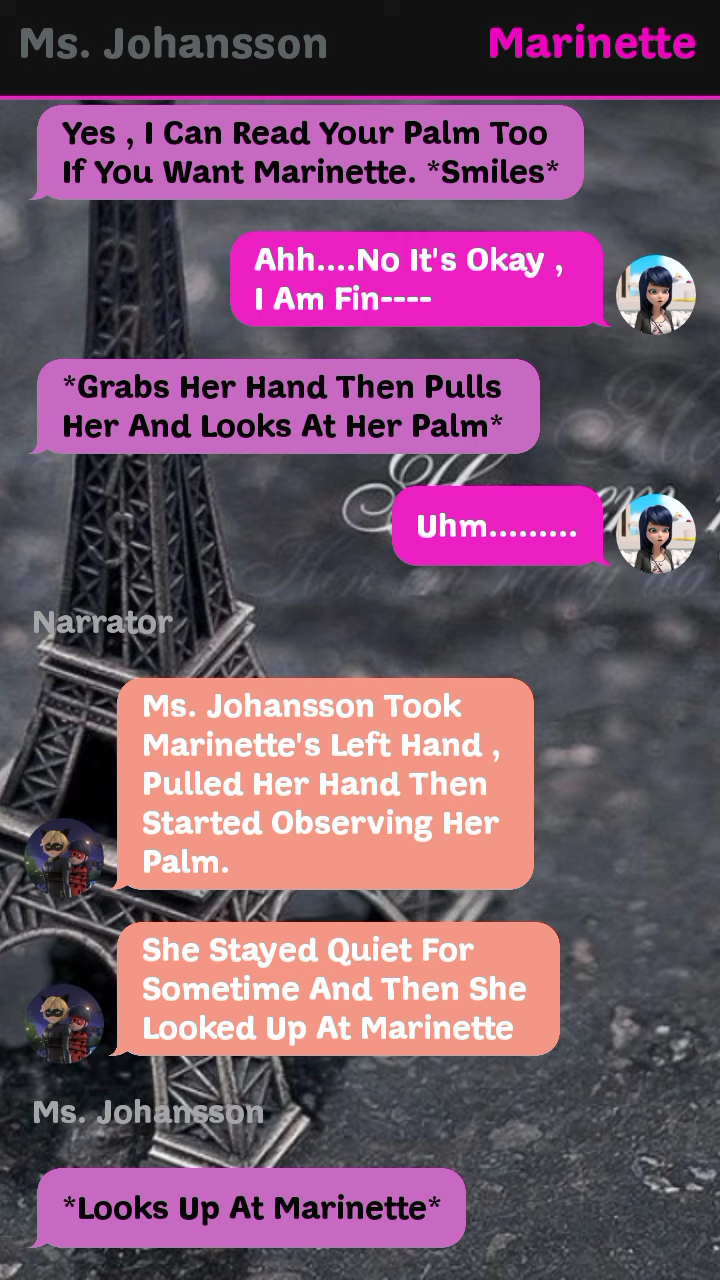 Ms. Johansson
Marinette
Yes , I Can Read Your Palm Too
If You Want Marinette. *Smiles*
Ahh....No It's Okay ,
I Am Fin----
*Grabs Her Hand Then Pulls
Her And Looks At Her Palm*
Uhm.........
Narrator
Ms. Johansson Took
Marinette's Left Hand ,
Pulled Her Hand Then
Started Observing Her
Palm.
She Stayed Quiet For
Sometime And Then She
Looked Up At Marinette
Ms. Johansson
*Looks Up At Marinette*